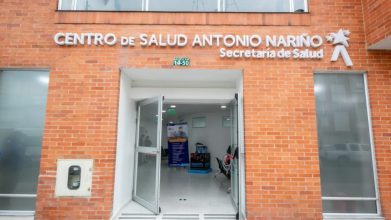 CENTRO DE SALUD ANTONIO NARIÑO
Secretaría de Salud